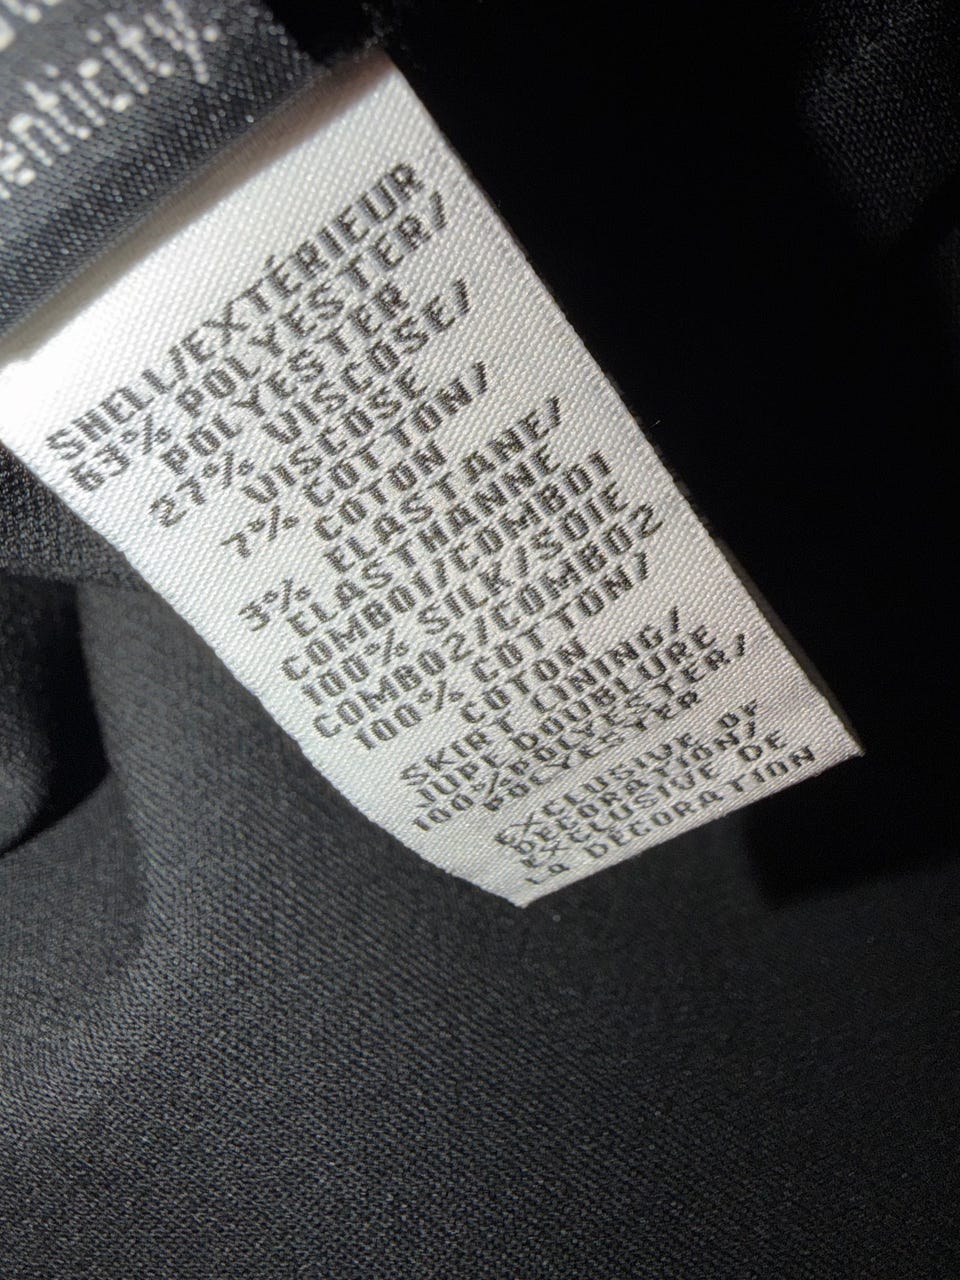 enticity.
SHELL/EXTÉRIEUR
63% POLYESTER/
POLYESTER
27% VISCOSE/
VISCOSE
7% COTTON/
COTON
3% ELASTANE/
ELASTHANNE
COMBO1/COMBO1
100% SILK/SOIE
COMBO2/COMBO2
100% COTTON/
COTON
SKIRT LINING/
JUPE DOUBLURE
100%POLYESTER/
POLYESTER
EXCLUSIVE OF
DECORATION/
EXCLUSIVE DE
LA DÉCORATION